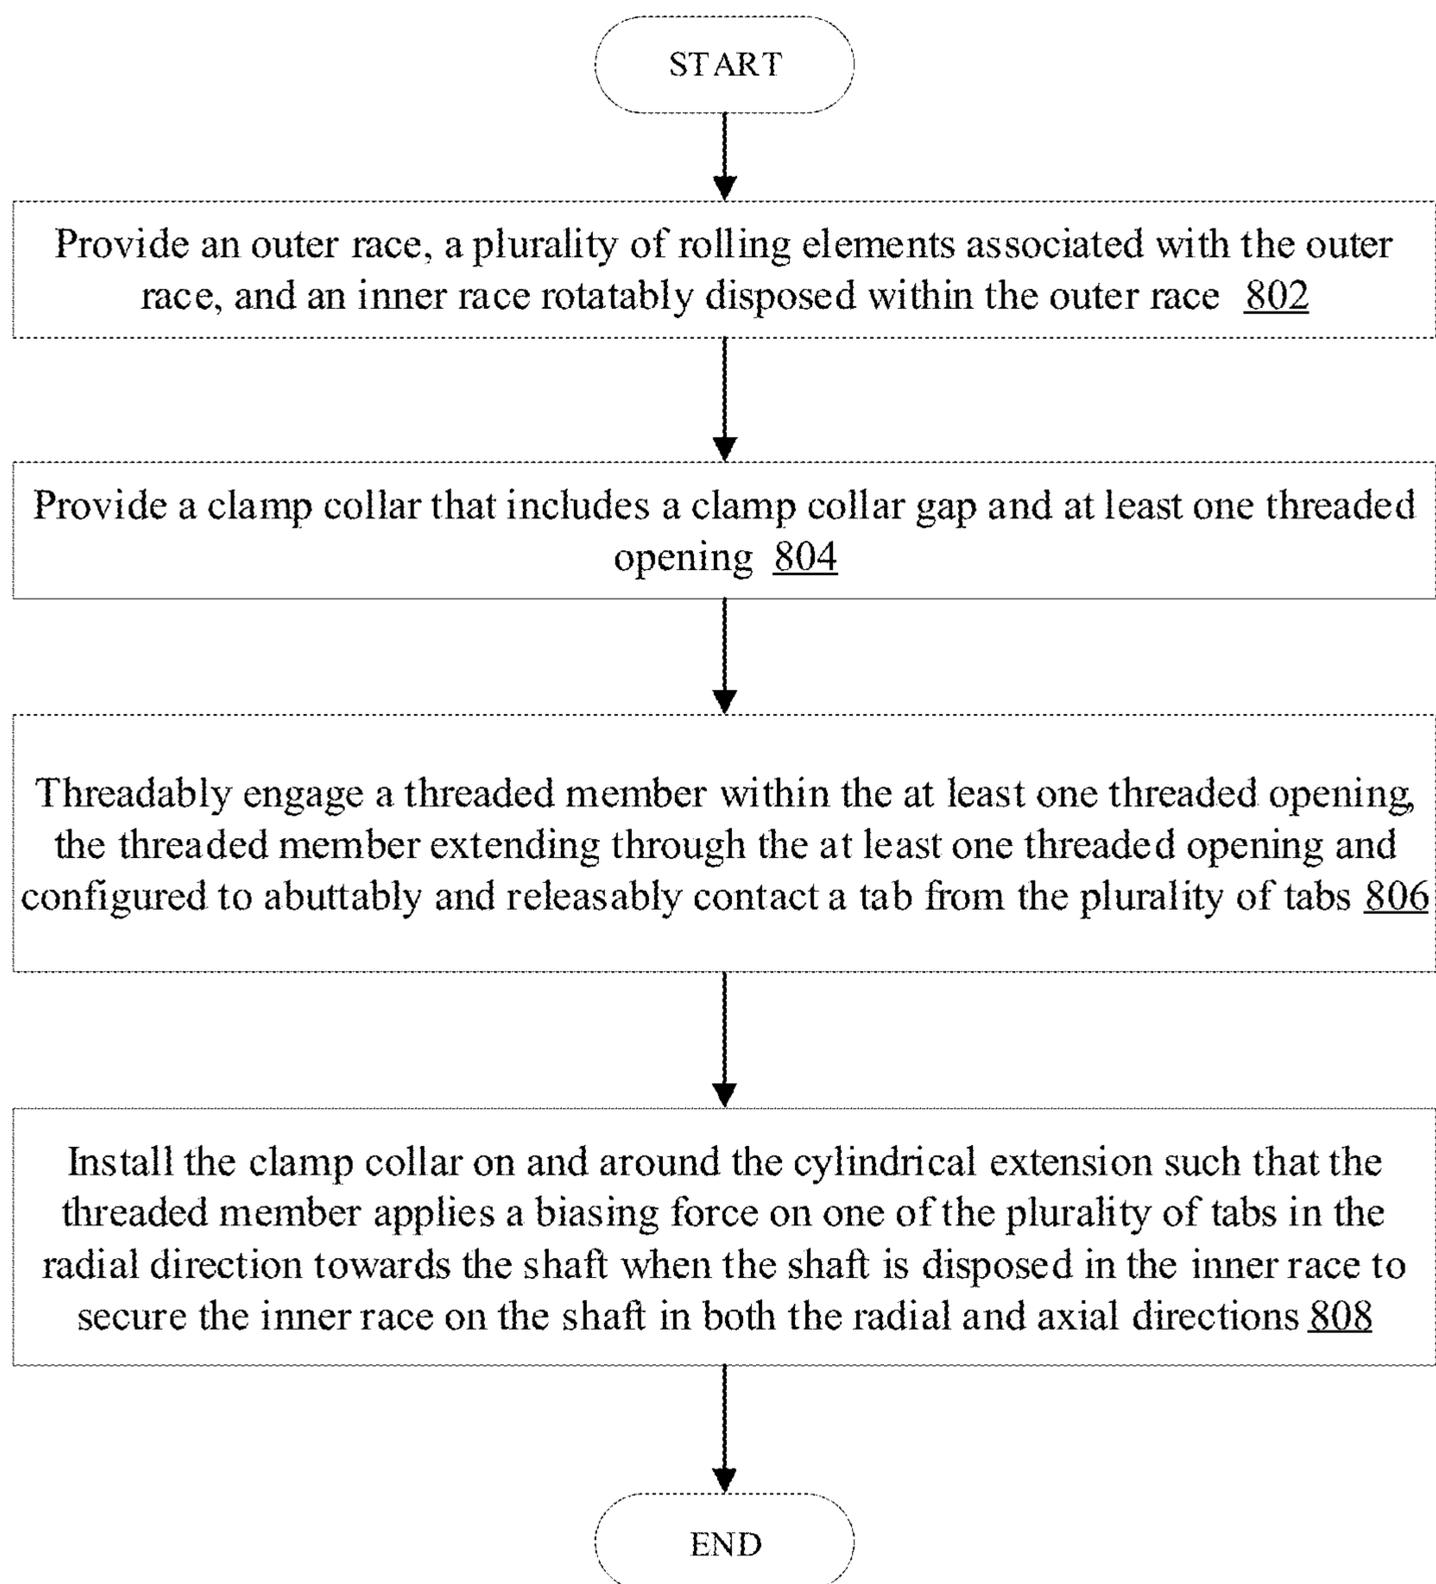 START
Provide an outer race, a plurality of rolling elements associated with the outer
race, and an inner race rotatably disposed within the outer race 802
Provide a clamp collar that includes a clamp collar gap and at least one threaded
opening 804
Threadably engage a threaded member within the at least one threaded opening,
the threaded member extending through the at least one threaded opening and
configured to abuttably and releasably contact a tab from the plurality of tabs 806
Install the clamp collar on and around the cylindrical extension such that the
threaded member applies a biasing force on one of the plurality of tabs in the
radial direction towards the shaft when the shaft is disposed in the inner race to
secure the inner race on the shaft in both the radial and axial directions 808
END